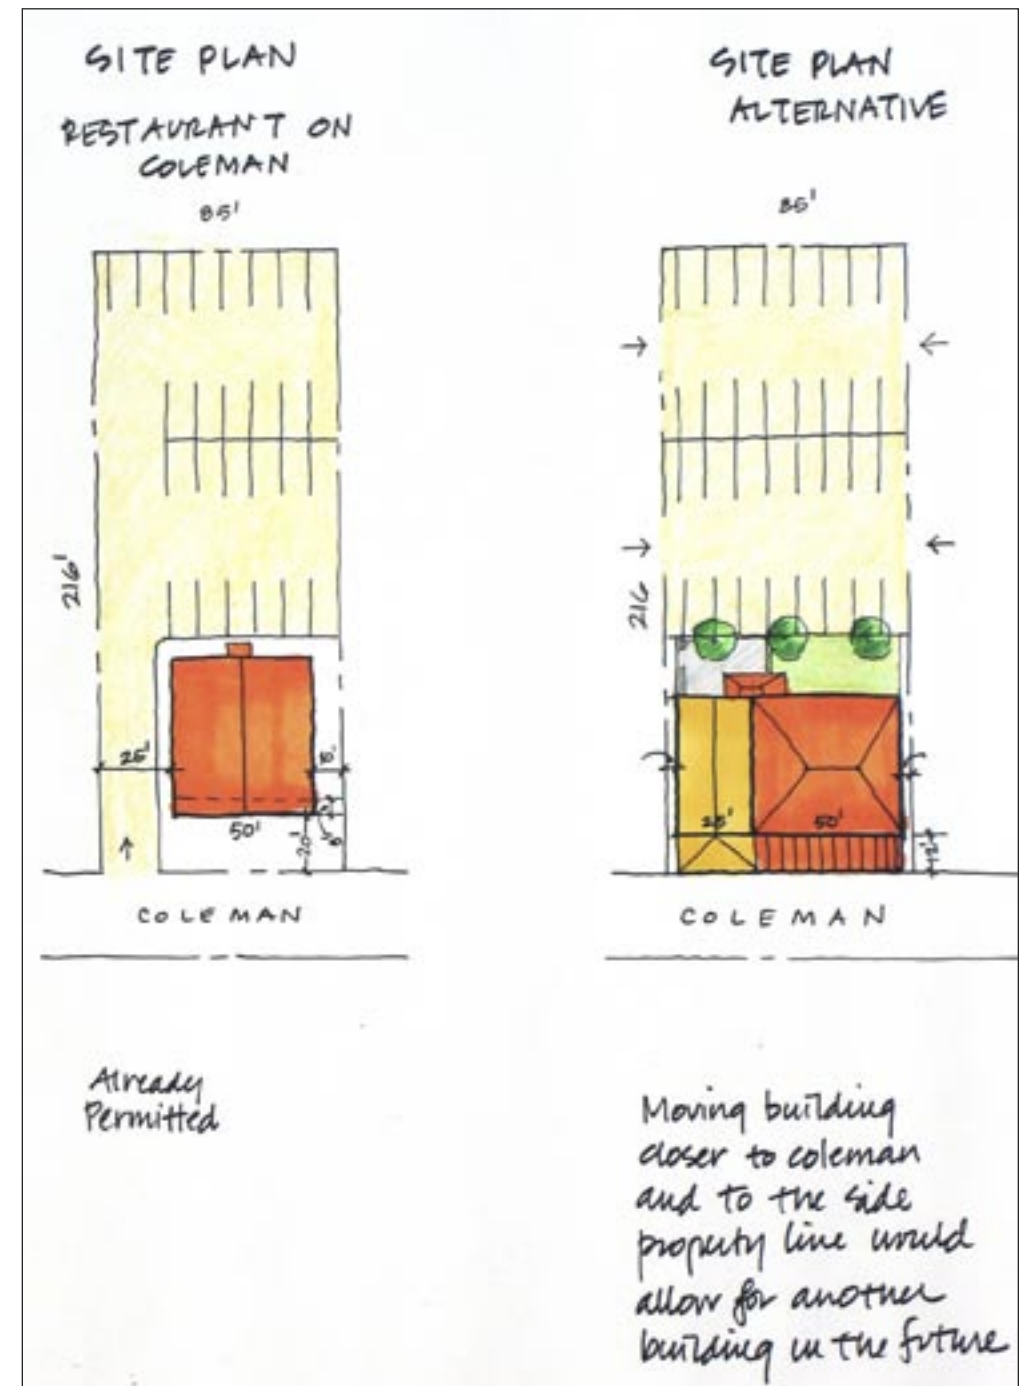 SITE PLAN
RESTAURANT ON
COLEMAN
85'
216'
25'
50'
20'
COLEMAN
Already
Permitted
SITE PLAN
ALTERNATIVE
85'
216
25'
50'
12'
COLEMAN
Moving building
closer to coleman
and to the side
property line would
allow for another
building in the future